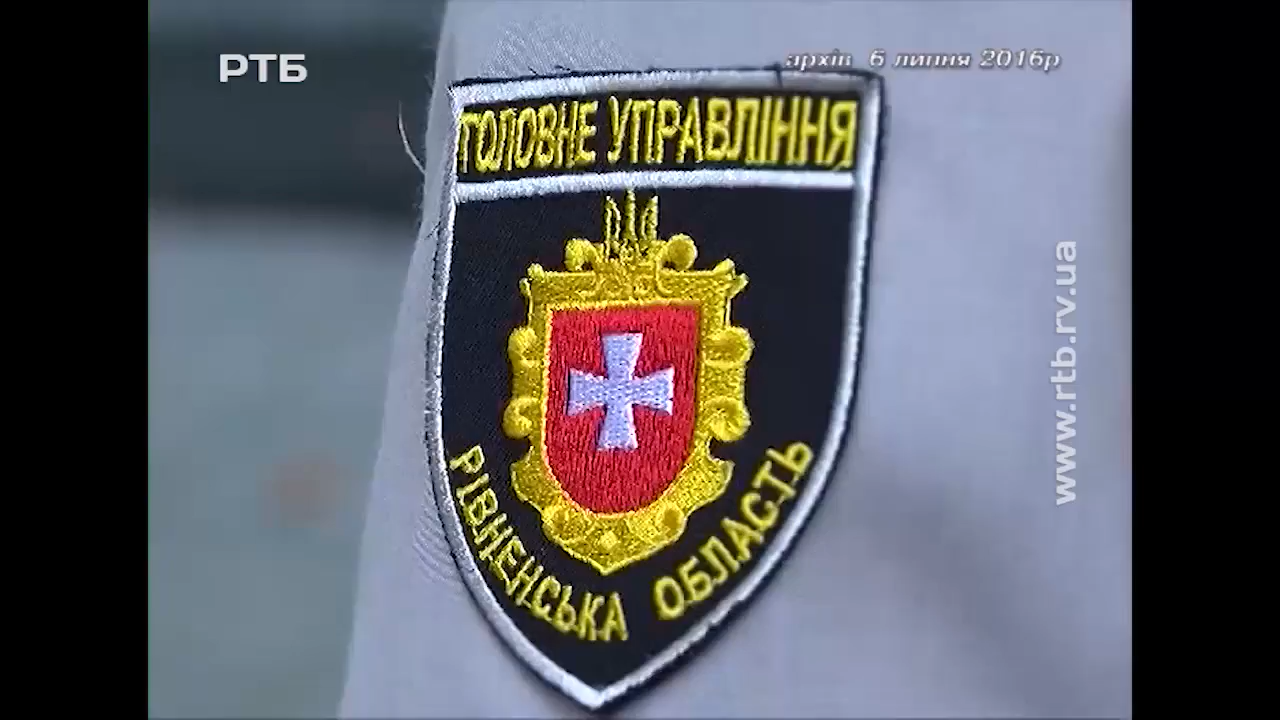 РТБ
архів 6 липня 2016р
ГОЛОВНЕ УПРАВЛІННЯ
РІВНЕНСЬКА ОБЛАСТЬ
www.rtb.rv.ua